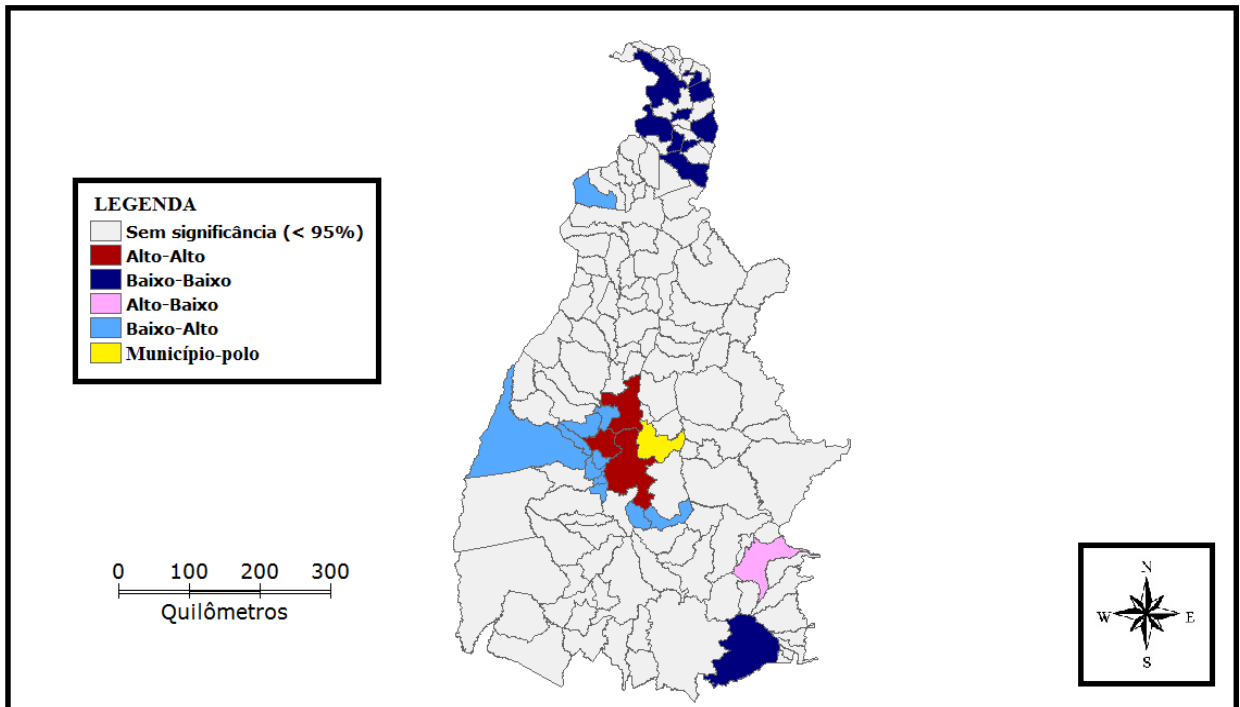 LEGENDA
Sem significância (< 95%)
Alto-Alto
Baixo-Baixo
Alto-Baixo
Baixo-Alto
Município-polo
0 100 200 300
Quilômetros
N
W E
S